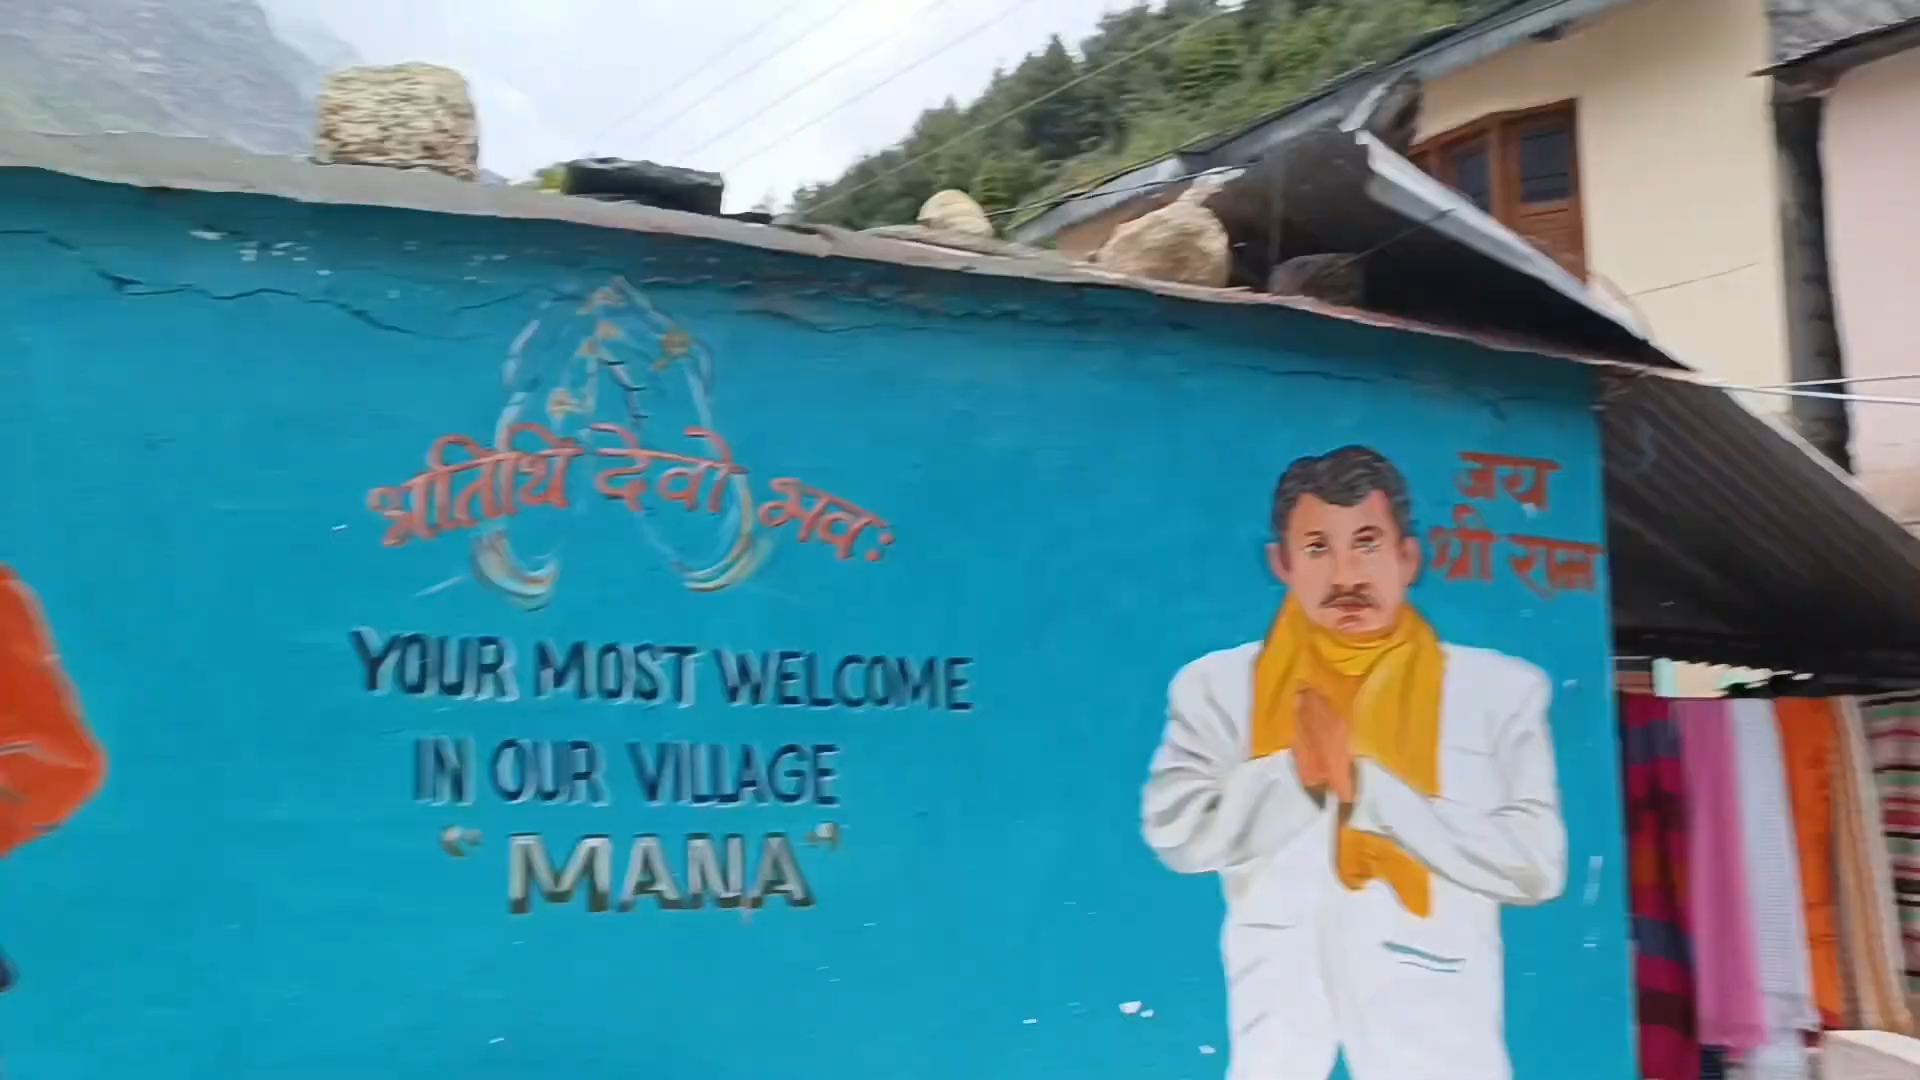 अतिथि देवो भवः
YOUR MOST WELCOME
IN OUR VILLAGE
"MANA"
जय
श्री राम